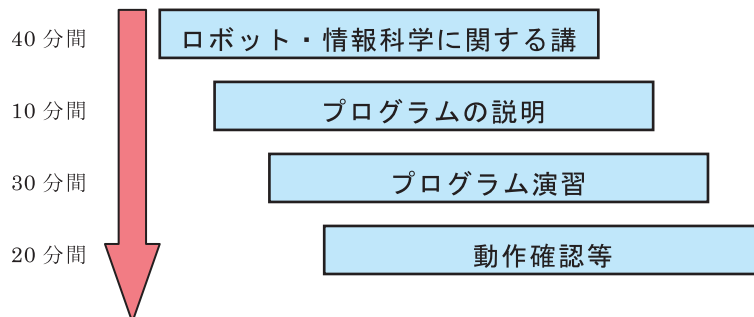 40 分間 ロボット・情報科学に関する講
10 分間 プログラムの説明
30 分間 プログラム演習
20 分間 動作確認等